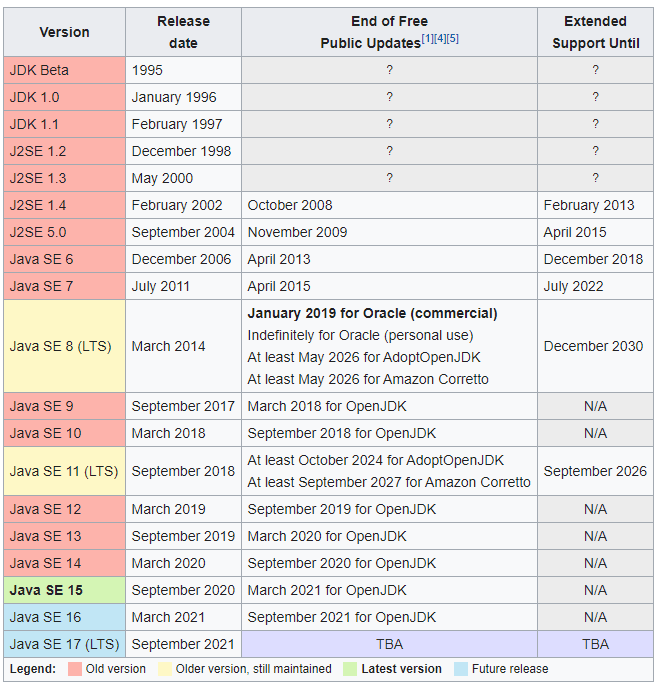 Version Release date End of Free Public Updates[1][4][5] Extended Support Until
JDK Beta 1995 ? ?
JDK 1.0 January 1996 ? ?
JDK 1.1 February 1997 ? ?
J2SE 1.2 December 1998 ? ?
J2SE 1.3 May 2000 ? ?
J2SE 1.4 February 2002 October 2008 February 2013
J2SE 5.0 September 2004 November 2009 April 2015
Java SE 6 December 2006 April 2013 December 2018
Java SE 7 July 2011 April 2015 July 2022
Java SE 8 (LTS) March 2014 January 2019 for Oracle (commercial)
Indefinitely for Oracle (personal use)
At least May 2026 for AdoptOpenJDK
At least May 2026 for Amazon Corretto
December 2030
Java SE 9 September 2017 March 2018 for OpenJDK N/A
Java SE 10 March 2018 September 2018 for OpenJDK N/A
Java SE 11 (LTS) September 2018 At least October 2024 for AdoptOpenJDK
At least September 2027 for Amazon Corretto
September 2026
Java SE 12 March 2019 September 2019 for OpenJDK N/A
Java SE 13 September 2019 March 2020 for OpenJDK N/A
Java SE 14 March 2020 September 2020 for OpenJDK N/A
Java SE 15 September 2020 March 2021 for OpenJDK N/A
Java SE 16 March 2021 September 2021 for OpenJDK N/A
Java SE 17 (LTS) September 2021 TBA TBA
Legend: Old version Older version, still maintained Latest version Future release